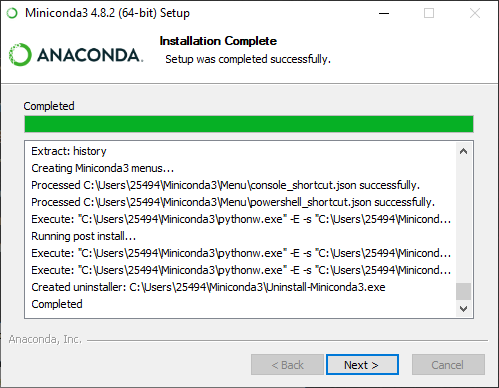 Miniconda3 4.8.2 (64-bit) Setup
ANACONDA.
Installation Complete
Setup was completed successfully.
Completed
Extract: history
Creating Miniconda3 menus...
Processed C:\Users\25494\Miniconda3\Menu\console_shortcut.json successfully.
Processed C:\Users\25494\Miniconda3\Menu\powershell_shortcut.json successfully.
Execute: "C:\Users\25494\Miniconda3\pythonw.exe" -E -s "C:\Users\25494\Minicond...
Running post install...
Execute: "C:\Users\25494\Miniconda3\pythonw.exe" -E -s "C:\Users\25494\Minicond...
Execute: "C:\Users\25494\Miniconda3\pythonw.exe" -E -s "C:\Users\25494\Minicond...
Created uninstaller: C:\Users\25494\Miniconda3\Uninstall-Miniconda3.exe
Completed
Anaconda, Inc.
< Back
Next >
Cancel